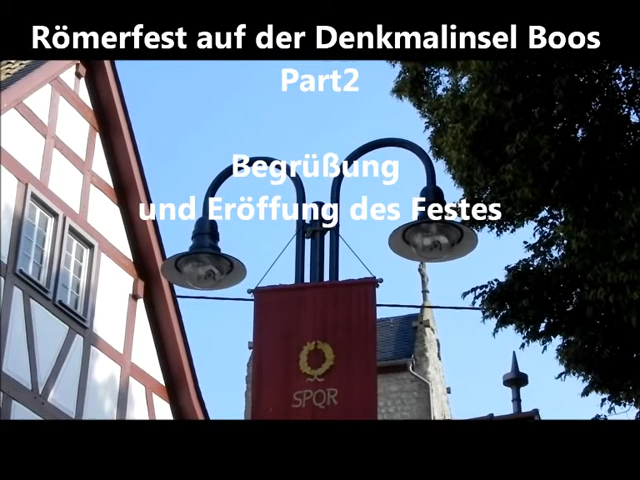 Römerfest auf der Denkmalinsel Boos
Part2
Begrüßung
und Eröffung des Festes
SPQR